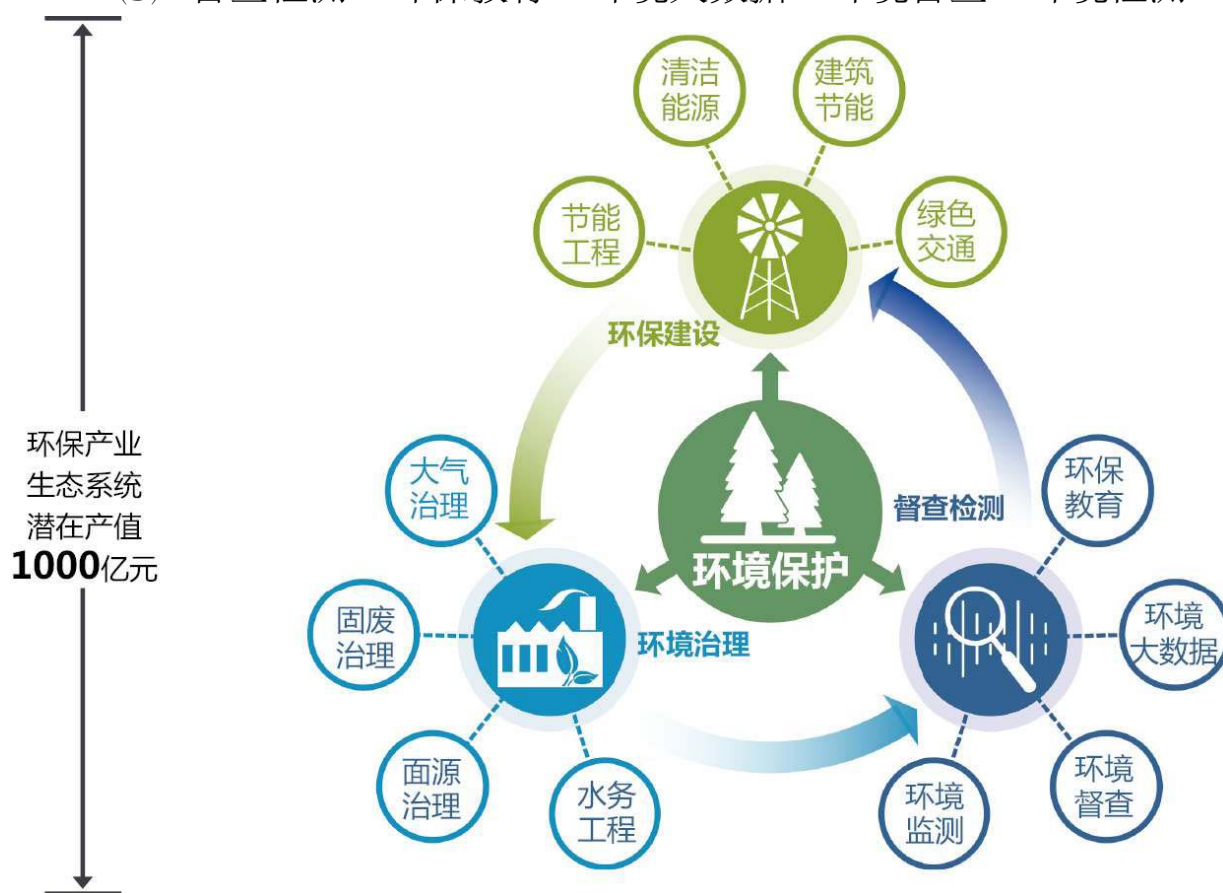 清洁
能源
建筑
节能
节能
工程
绿色
交通
环保建设
环保产业
生态系统
潜在产值
1000亿元
大气
治理
环保
教育
督查检测
环境保护
固废
治理
环境治理
环境
大数据
面源
治理
水务
工程
环境
监测
环境
督查